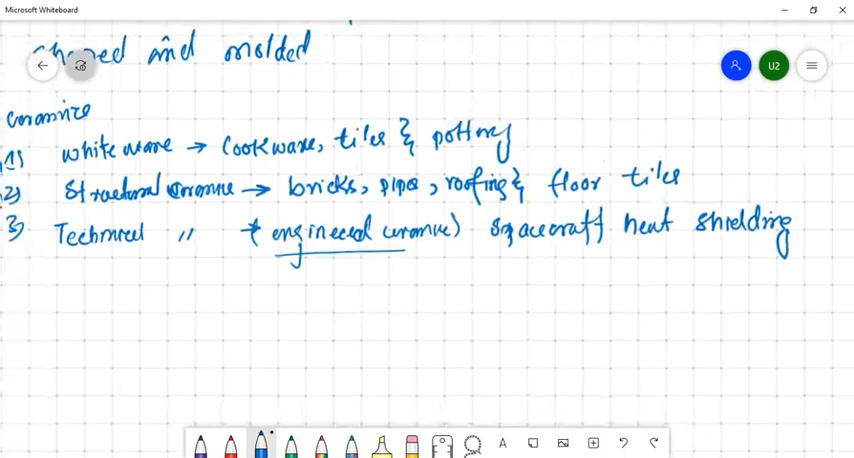 Microsoft Whiteboard
shaped and molded
U2
Ceramics
1) White ware → Cookware, tiles & pottery
2) Structural Ceramic → bricks, pipes, roofing & floor tiles
3 Technical " (engineered ceramic) spacecraft heat shielding
A